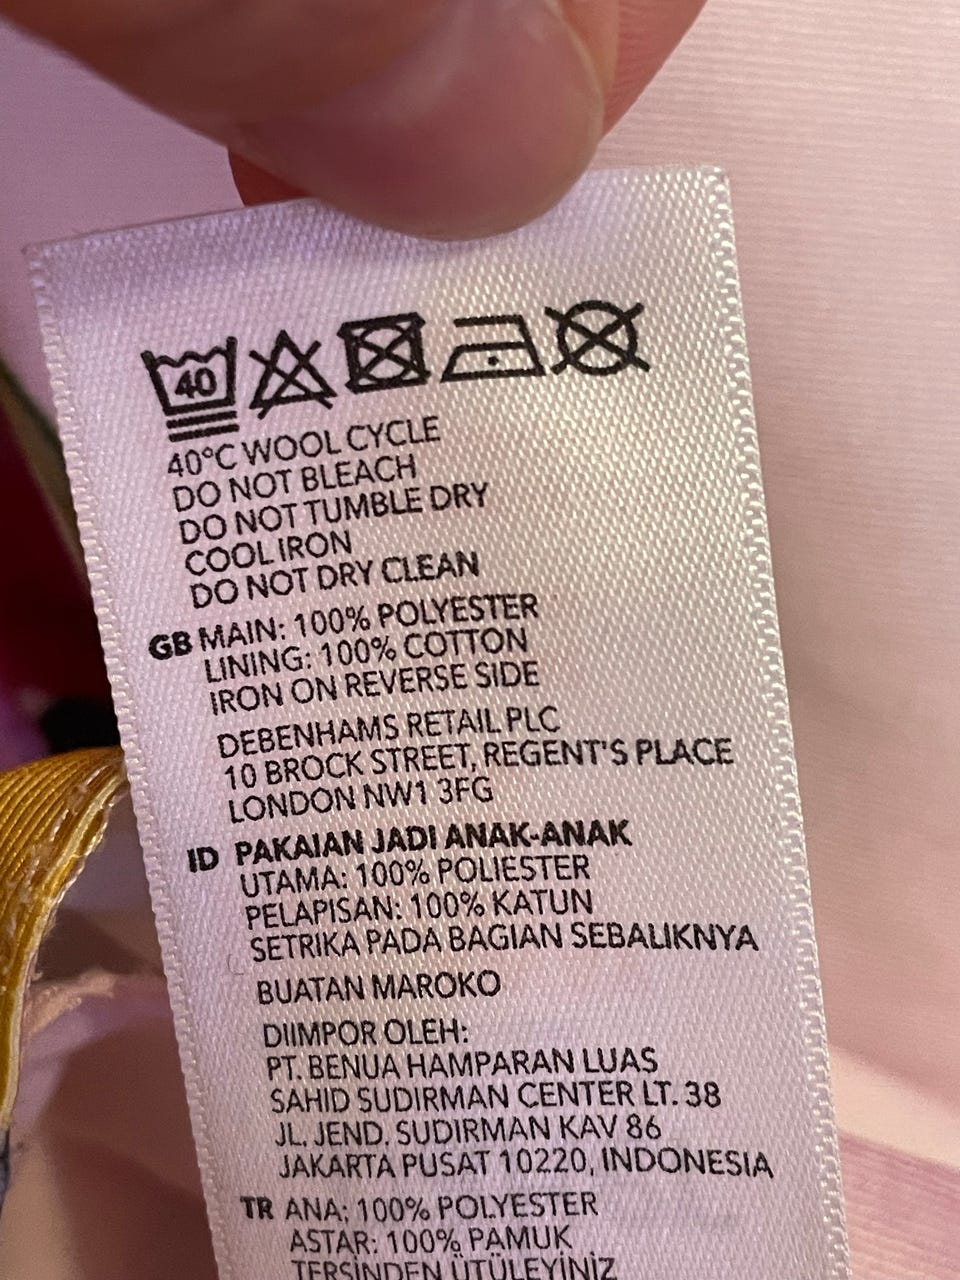 40
40°C WOOL CYCLE
DO NOT BLEACH
DO NOT TUMBLE DRY
COOL IRON
DO NOT DRY CLEAN
GB MAIN: 100% POLYESTER
LINING: 100% COTTON
IRON ON REVERSE SIDE
DEBENHAMS RETAIL PLC
10 BROCK STREET, REGENT'S PLACE
LONDON NW1 3FG
ID PAKAIAN JADI ANAK-ANAK
UTAMA: 100% POLIESTER
PELAPISAN: 100% KATUN
SETRIKA PADA BAGIAN SEBALIKNYA
BUATAN MAROKO
DIIMPOR OLEH:
PT. BENUA HAMPARAN LUAS
SAHID SUDIRMAN CENTER LT. 38
JL. JEND. SUDIRMAN KAV 86
JAKARTA PUSAT 10220, INDONESIA
TR ANA: 100% POLYESTER
ASTAR: 100% PAMUK
TERSİNDEN ÜTÜLEYİNİZ